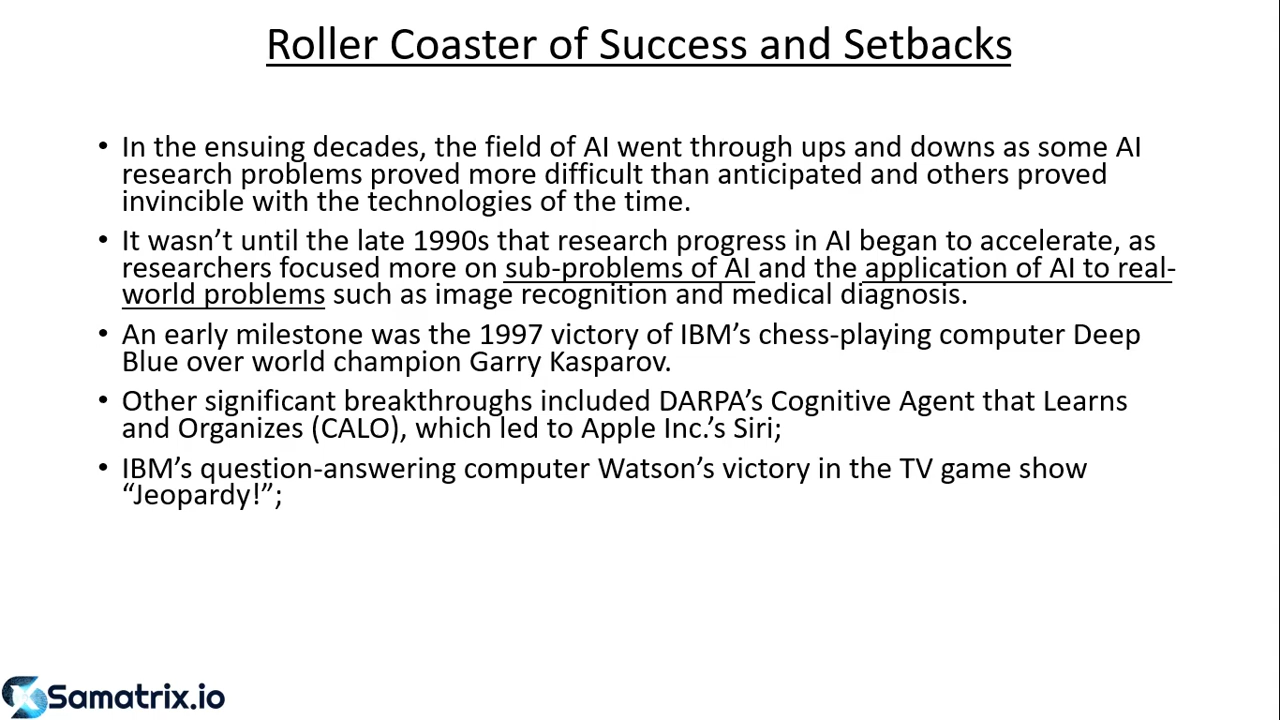 Roller Coaster of Success and Setbacks
• In the ensuing decades, the field of AI went through ups and downs as some AI
research problems proved more difficult than anticipated and others proved
invincible with the technologies of the time.
• It wasn’t until the late 1990s that research progress in AI began to accelerate, as
researchers focused more on sub-problems of AI and the application of AI to real-
world problems such as image recognition and medical diagnosis.
• An early milestone was the 1997 victory of IBM’s chess-playing computer Deep
Blue over world champion Garry Kasparov.
• Other significant breakthroughs included DARPA’s Cognitive Agent that Learns
and Organizes (CALO), which led to Apple Inc.’s Siri;
• IBM’s question-answering computer Watson’s victory in the TV game show
“Jeopardy!”;
Samatrix.io